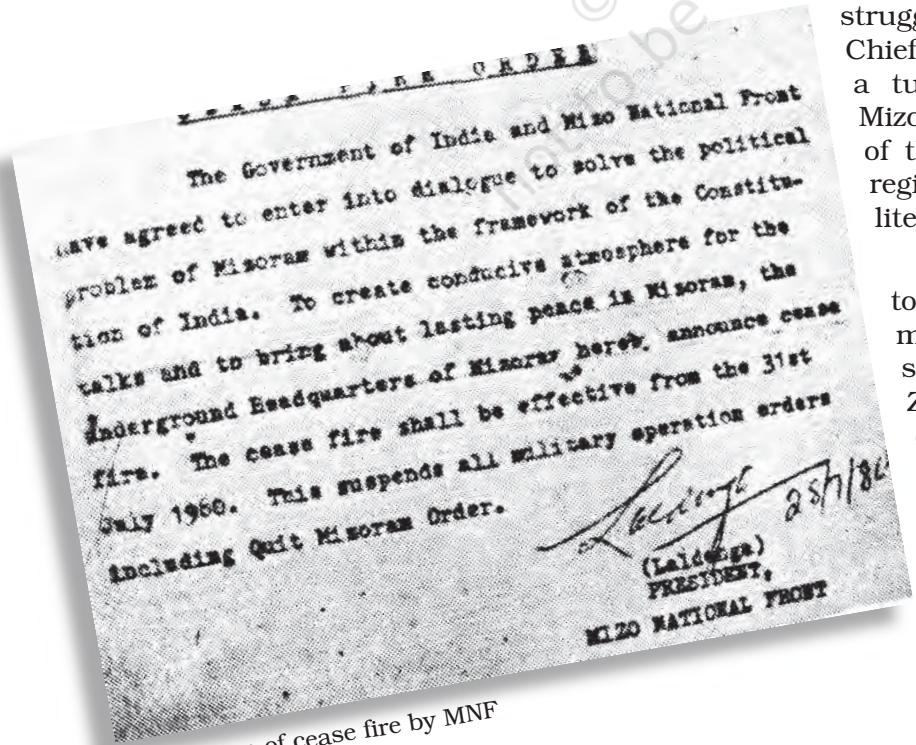 CEASE FIRE ORDER
The Government of India and Mizo National Front
have agreed to enter into dialogue to solve the political
problem of Mizoram within the framework of the Constitu-
tion of India. To create conducive atmosphere for the
talks and to bring about lasting peace in Mizoram, the
Underground Headquarters of Mizoram hereby announce cease
fire. The cease fire shall be effective from the 31st
July 1980. This suspends all military operation orders
including Quit Mizoram Order.
25/7/80
(Laldenga)
PRESIDENT,
MIZO NATIONAL FRONT
of cease fire by MNF
not to be
©
strugg
Chief
a tu
Mizo
of th
regi
lite
to
m
s
Z